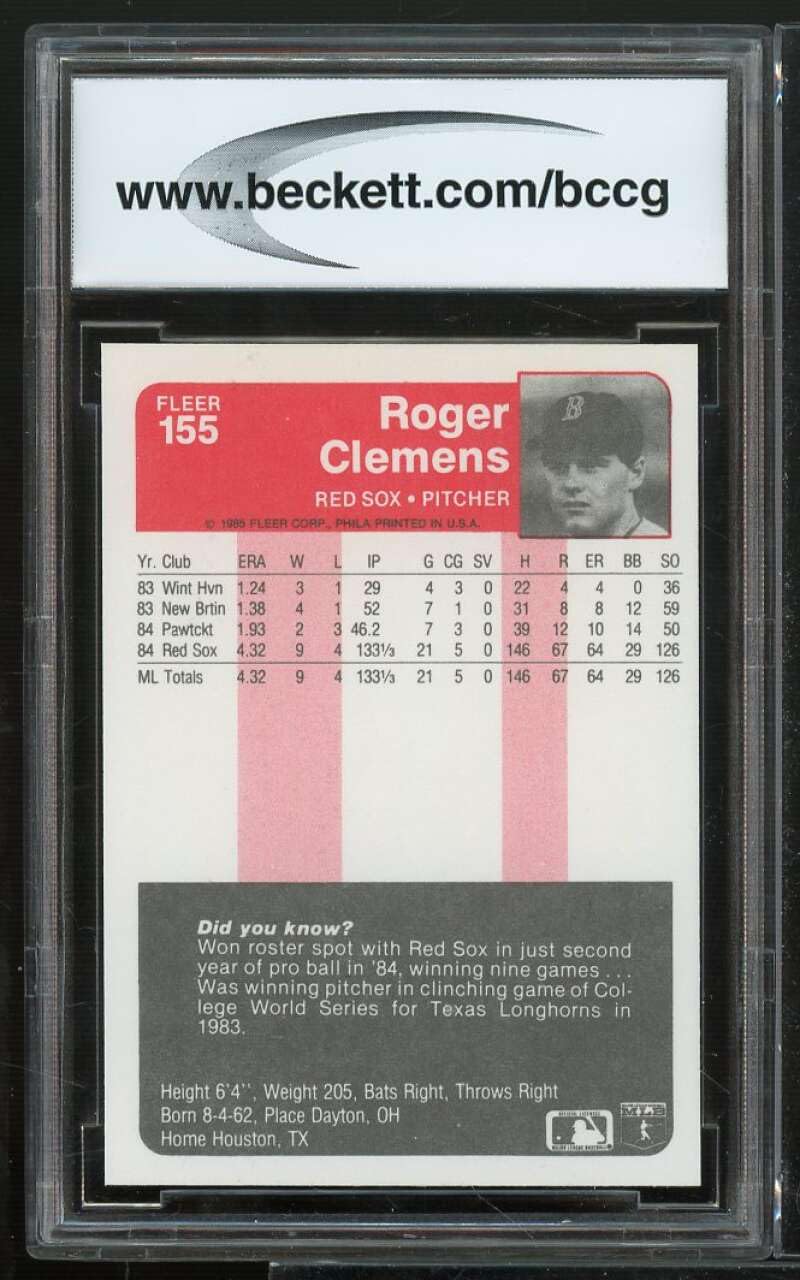 www.beckett.com/bccg
FLEER
155
Roger
Clemens
RED SOX • PITCHER
© 1985 FLEER CORP., PHILA PRINTED IN U.S.A.
Yr. Club ERA W L IP G CG SV H R ER BB SO
83 Wint Hvn 1.24 3 1 29 4 3 0 22 4 4 0 36
83 New Brtin 1.38 4 1 52 7 1 0 31 8 8 12 59
84 Pawtckt 1.93 2 3 46.2 7 3 0 39 12 10 14 50
84 Red Sox 4.32 9 4 133⅓ 21 5 0 146 67 64 29 126
ML Totals 4.32 9 4 133⅓ 21 5 0 146 67 64 29 126
Did you know?
Won roster spot with Red Sox in just second
year of pro ball in '84, winning nine games . . .
Was winning pitcher in clinching game of Col-
lege World Series for Texas Longhorns in
1983.
Height 6'4'', Weight 205, Bats Right, Throws Right
Born 8-4-62, Place Dayton, OH
Home Houston, TX
OFFICIAL LICENSEE
MAJOR LEAGUE BASEBALL